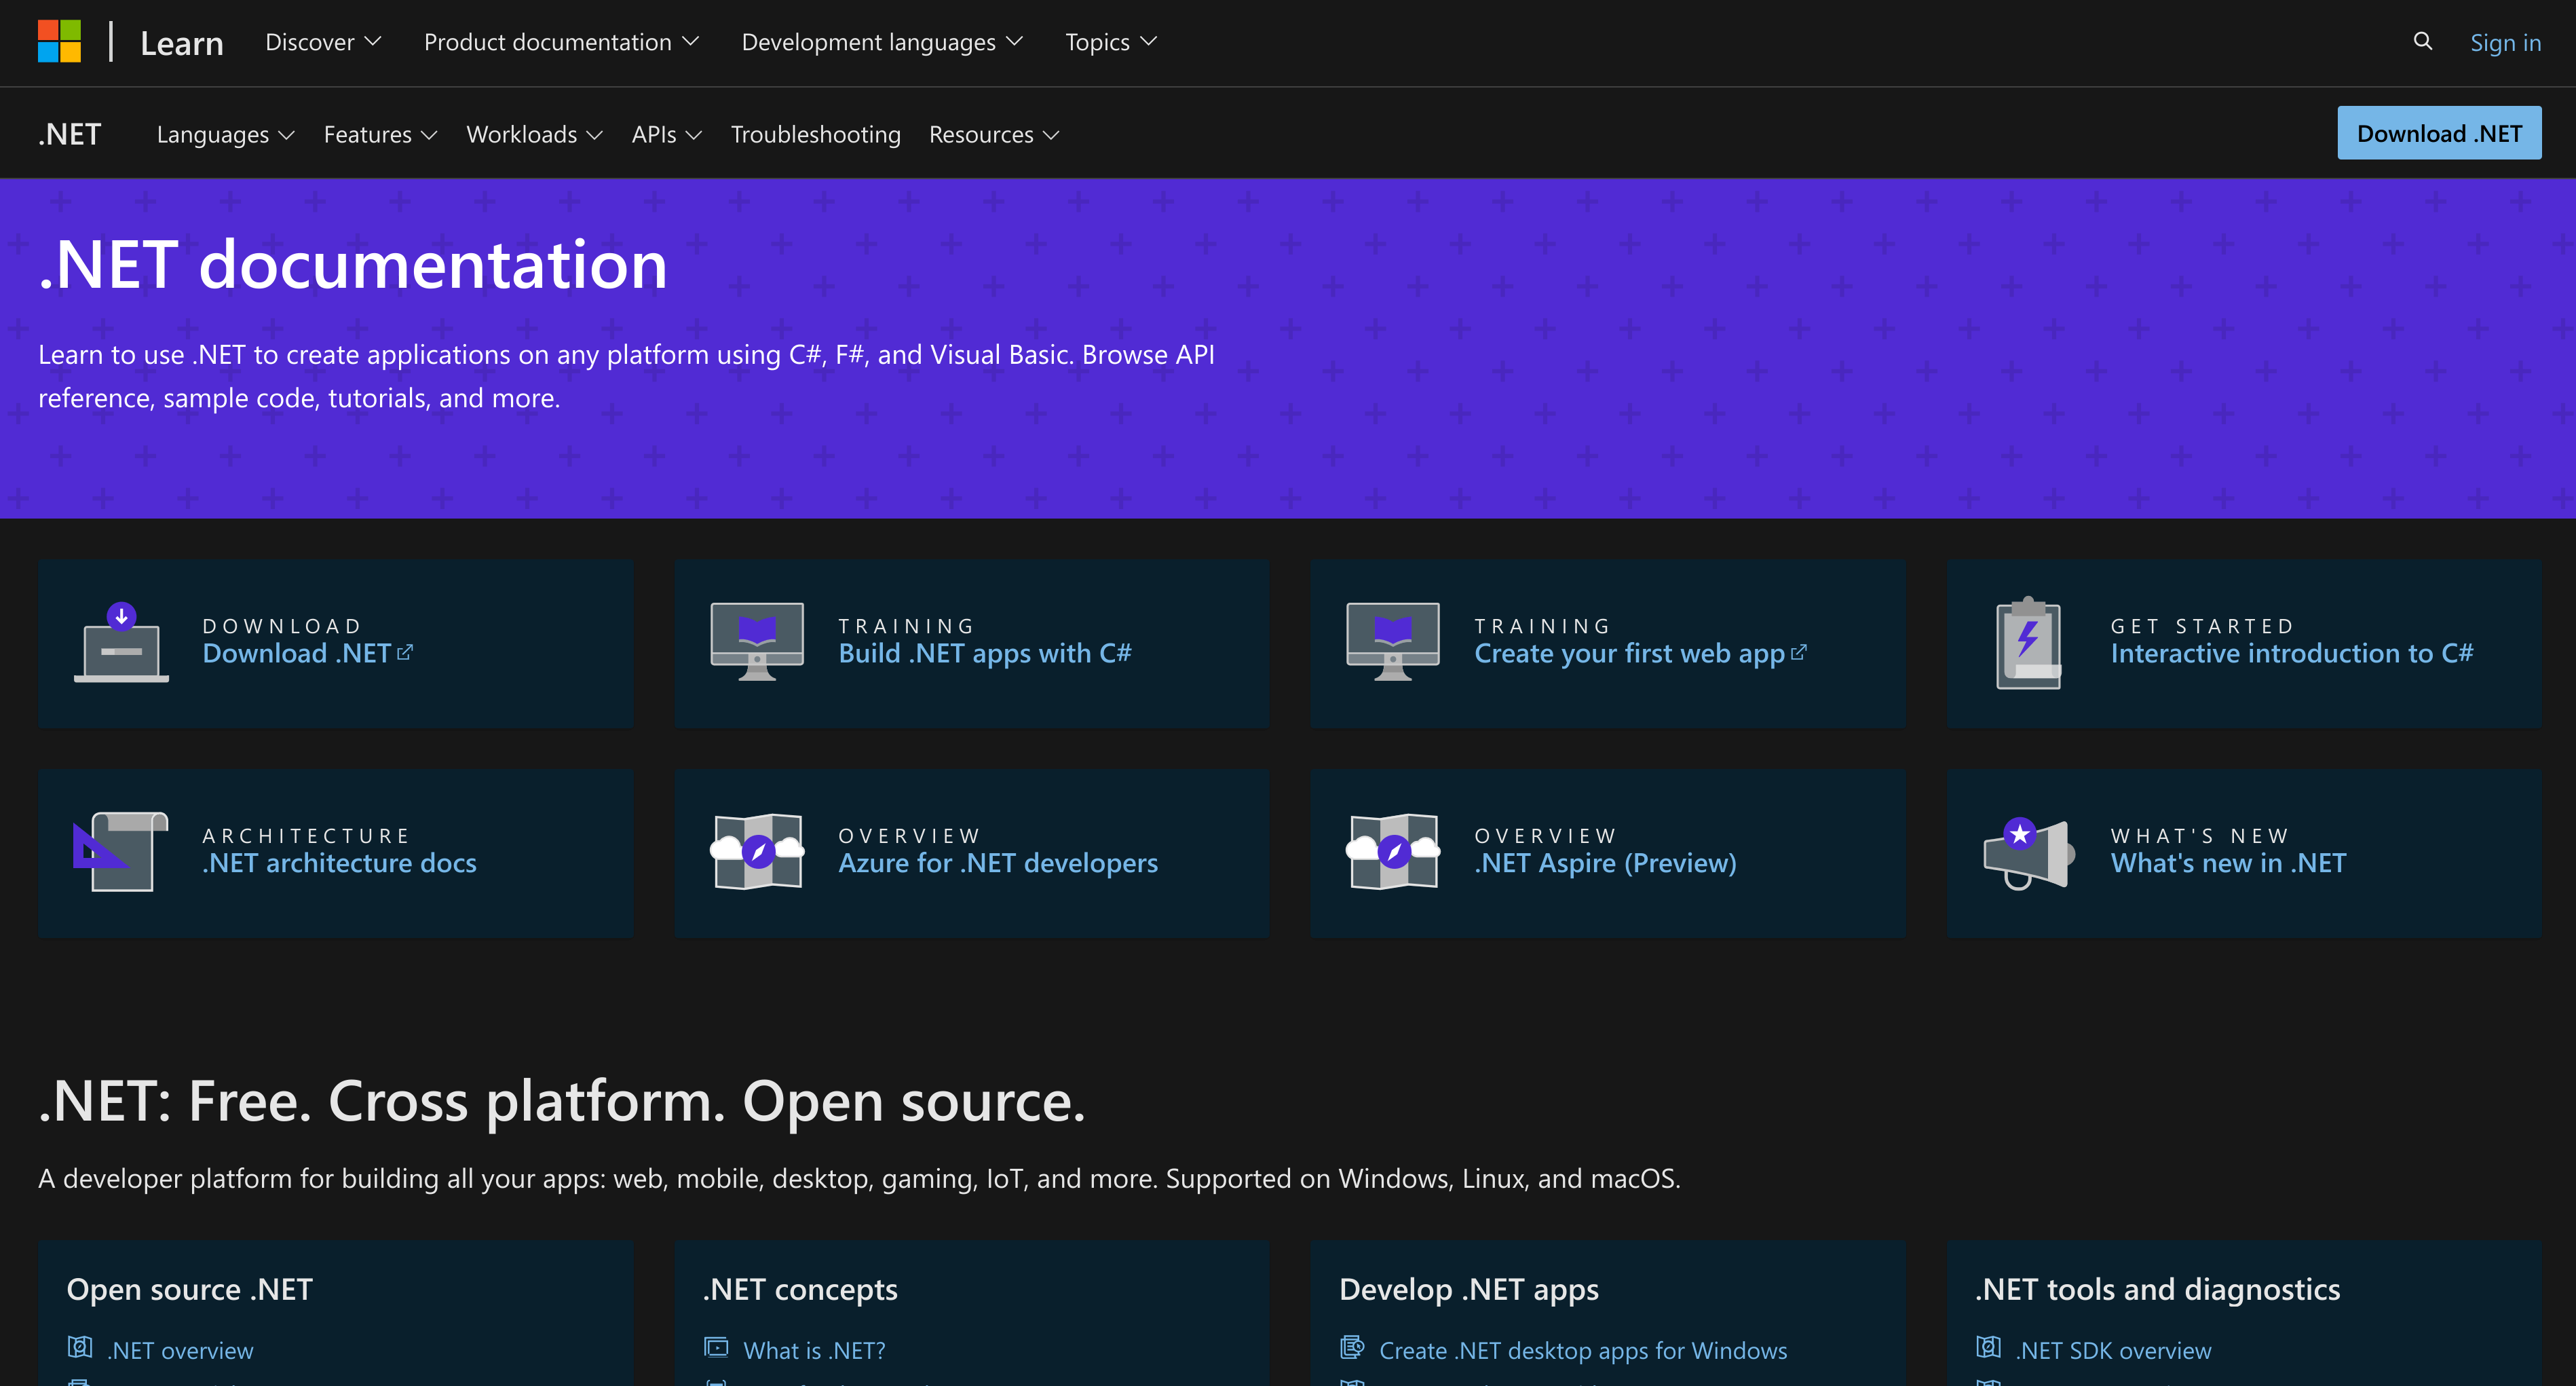 Learn Discover Product documentation Development languages Topics Sign in
.NET Languages Features Workloads APIs Troubleshooting Resources Download .NET
.NET documentation
Learn to use .NET to create applications on any platform using C#, F#, and Visual Basic. Browse API
reference, sample code, tutorials, and more.
DOWNLOAD
Download .NET
TRAINING
Build .NET apps with C#
TRAINING
Create your first web app
GET STARTED
Interactive introduction to C#
ARCHITECTURE
.NET architecture docs
OVERVIEW
Azure for .NET developers
OVERVIEW
.NET Aspire (Preview)
WHAT'S NEW
What's new in .NET
.NET: Free. Cross platform. Open source.
A developer platform for building all your apps: web, mobile, desktop, gaming, IoT, and more. Supported on Windows, Linux, and macOS.
Open source .NET
.NET overview
.NET concepts
What is .NET?
Develop .NET apps
Create .NET desktop apps for Windows
.NET tools and diagnostics
.NET SDK overview